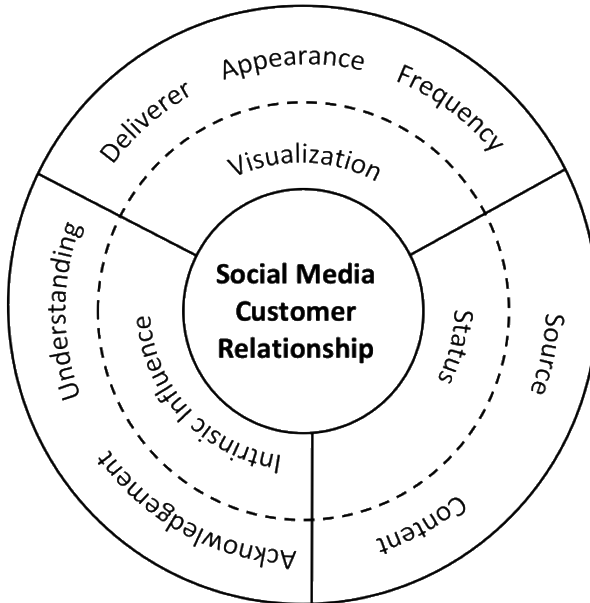 Deliverer
Appearance
Frequency
Visualization
Understanding
Intrinsic Influence
Acknowledgement
Social Media
Customer
Relationship
Status
Source
Content